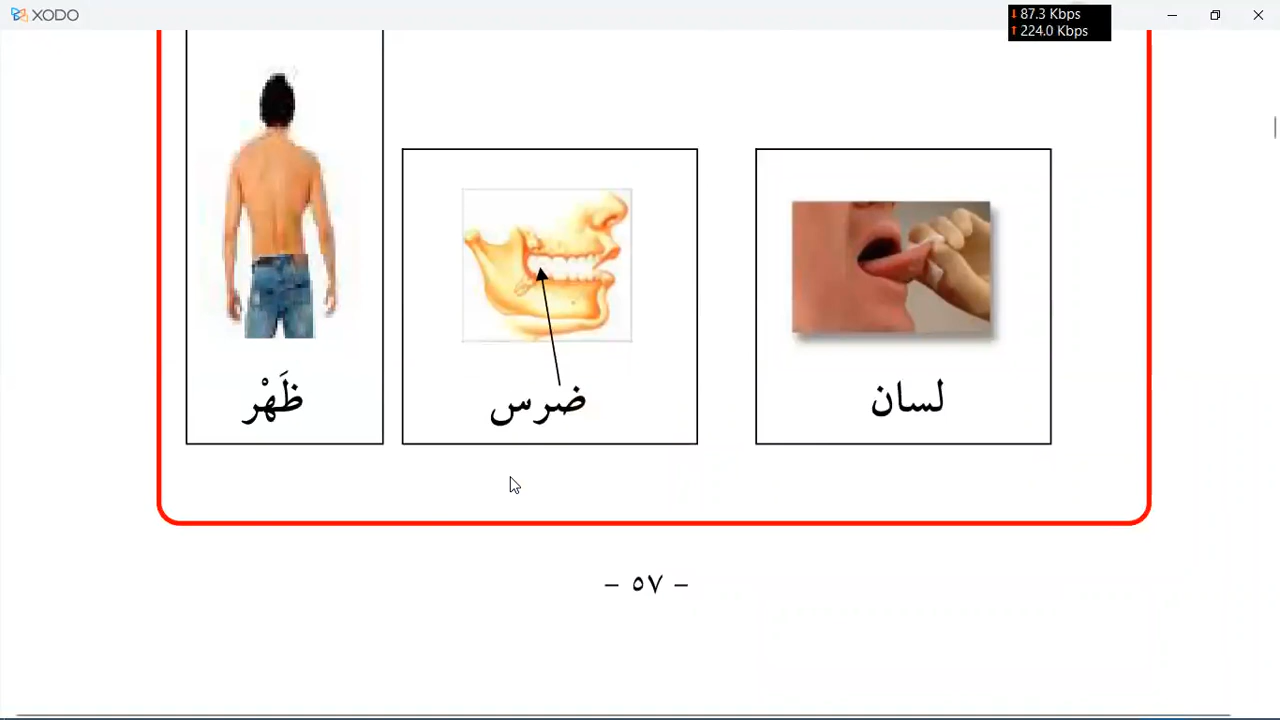 XODO
↓ 87.3 Kbps
↑ 224.0 Kbps
لسان
ضرس
ظَهْر
- ٥٧ -